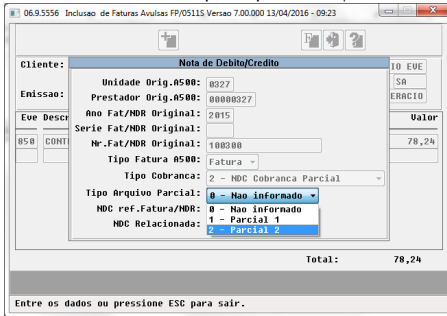 06.9.5556 Inclusao de Faturas Avulsas FP/0511S Versao 7.00.000 13/04/2016 - 09:23
Cliente:
Nota de Debito/Credito
IO EVE
Unidade Orig.A500: 0327
SA
Emissao:
Prestador Orig.A500: 00000327
ERACIO
Ano Fat/NDR Original: 2015
Eve Descr
Valor
Serie Fat/NDR Original:
850 CONTI
Nr.Fat/NDR Original: 100300
78,24
Tipo Fatura A500: Fatura
Tipo Cobranca: 2 - NDC Cobranca Parcial
Tipo Arquivo Parcial: 0 - Nao informado
NDC ref.Fatura/NDR:
0 - Nao informado
1 - Parcial 1
NDC Relacionada:
2 - Parcial 2
Total: 78,24
Entre os dados ou pressione ESC para sair.